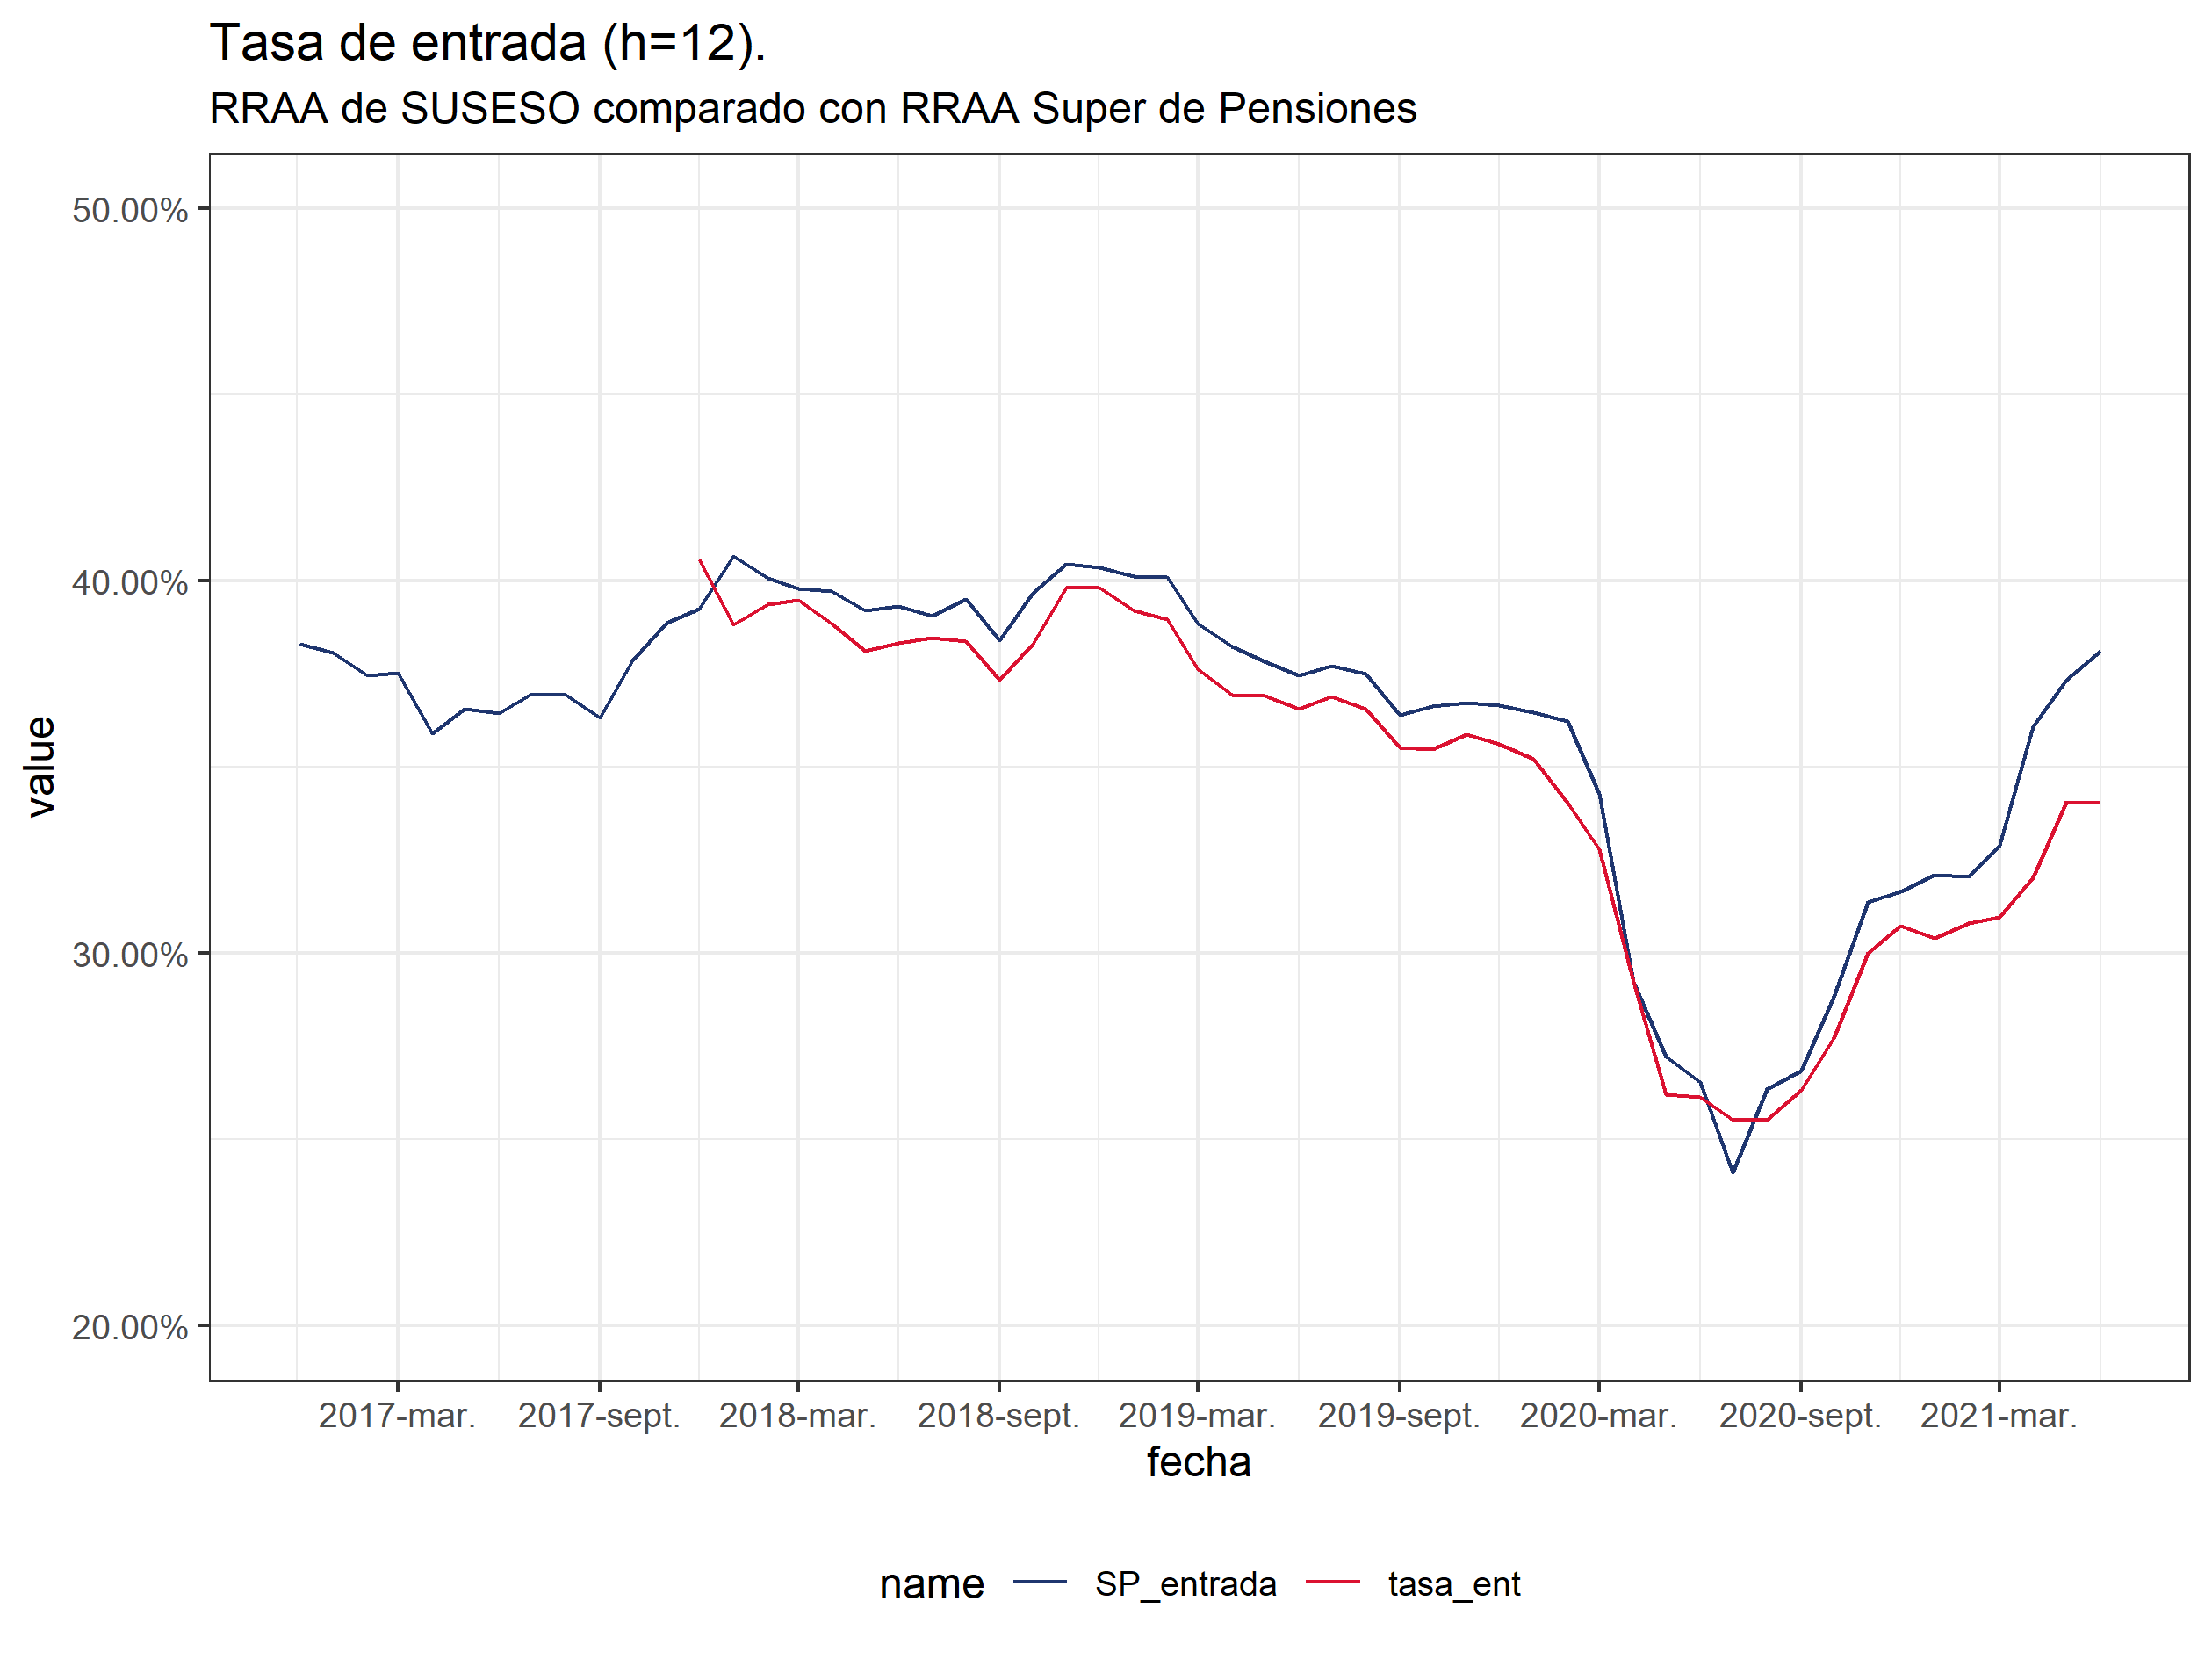 Tasa de entrada (h=12).
RRAA de SUSESO comparado con RRAA Super de Pensiones
value
50.00%
40.00%
30.00%
20.00%
2017-mar. 2017-sept. 2018-mar. 2018-sept. 2019-mar. 2019-sept. 2020-mar. 2020-sept. 2021-mar.
fecha
name SP_entrada tasa_ent